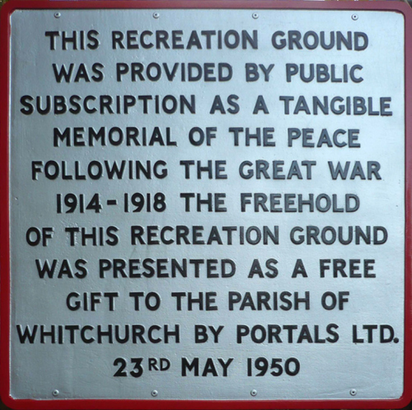 THIS RECREATION GROUND
WAS PROVIDED BY PUBLIC
SUBSCRIPTION AS A TANGIBLE
MEMORIAL OF THE PEACE
FOLLOWING THE GREAT WAR
1914-1918 THE FREEHOLD
OF THIS RECREATION GROUND
WAS PRESENTED AS A FREE
GIFT TO THE PARISH OF
WHITCHURCH BY PORTALS LTD.
23RD MAY 1950